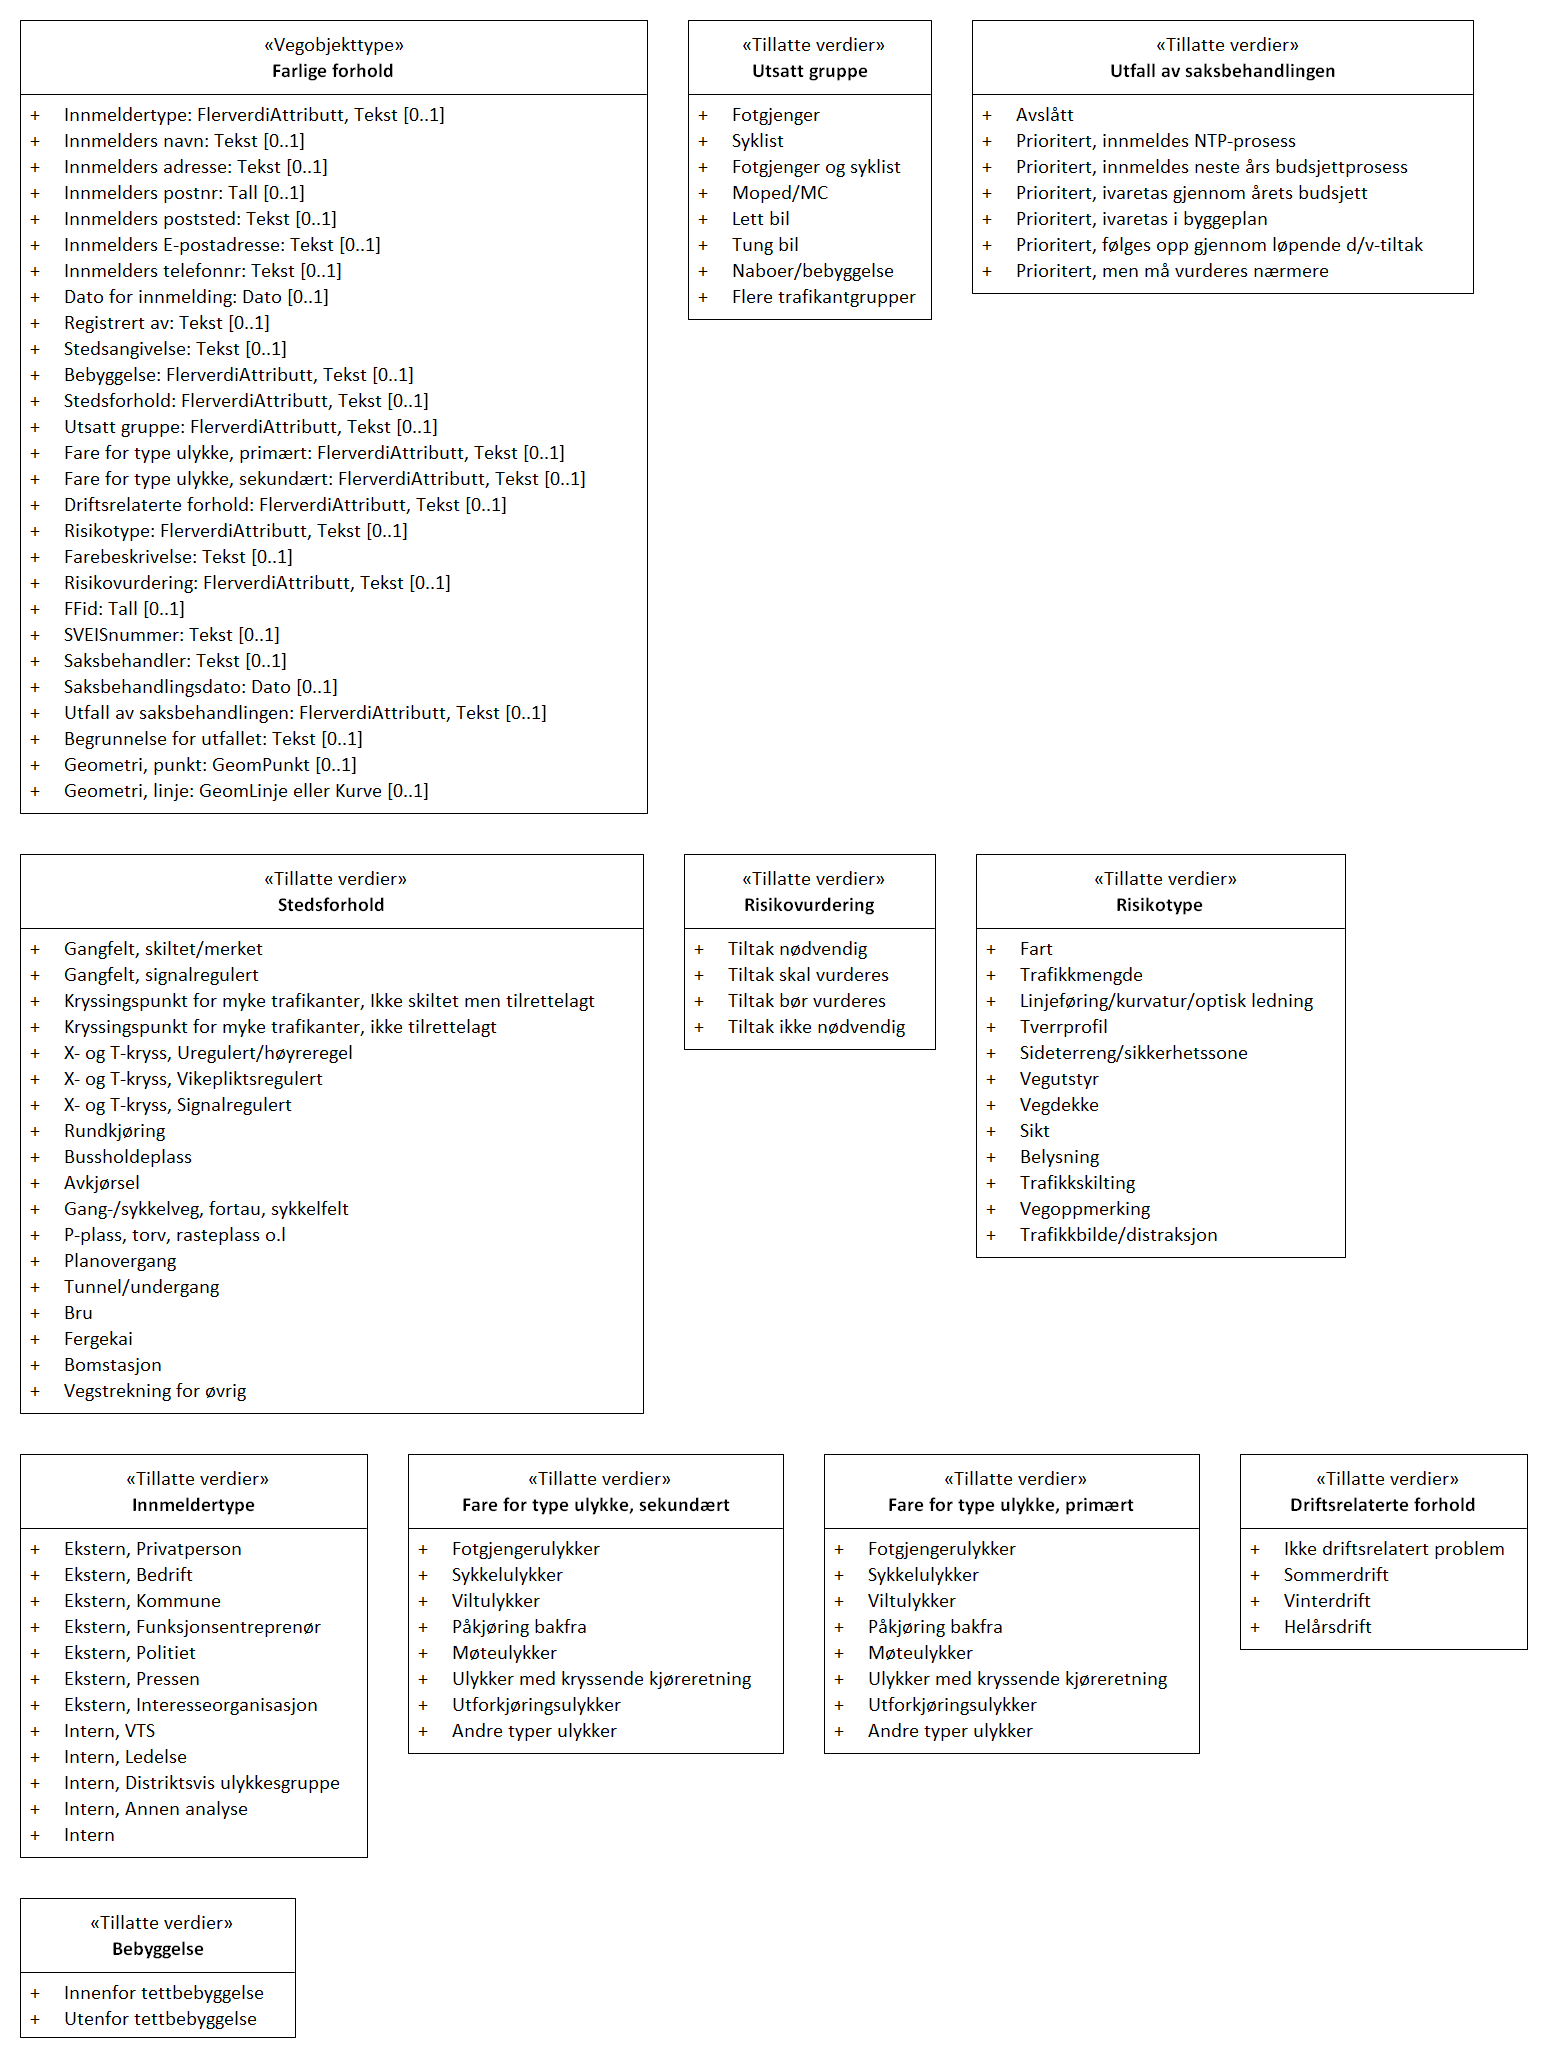 «Vegobjekttype»
Farlige forhold
+ Innmeldertype: FlerverdiAttributt, Tekst [0..1]
+ Innmelders navn: Tekst [0..1]
+ Innmelders adresse: Tekst [0..1]
+ Innmelders postnr: Tall [0..1]
+ Innmelders poststed: Tekst [0..1]
+ Innmelders E-postadresse: Tekst [0..1]
+ Innmelders telefonnr: Tekst [0..1]
+ Dato for innmelding: Dato [0..1]
+ Registrert av: Tekst [0..1]
+ Stedsangivelse: Tekst [0..1]
+ Bebyggelse: FlerverdiAttributt, Tekst [0..1]
+ Stedsforhold: FlerverdiAttributt, Tekst [0..1]
+ Utsatt gruppe: FlerverdiAttributt, Tekst [0..1]
+ Fare for type ulykke, primært: FlerverdiAttributt, Tekst [0..1]
+ Fare for type ulykke, sekundært: FlerverdiAttributt, Tekst [0..1]
+ Driftsrelaterte forhold: FlerverdiAttributt, Tekst [0..1]
+ Risikotype: FlerverdiAttributt, Tekst [0..1]
+ Farebeskrivelse: Tekst [0..1]
+ Risikovurdering: FlerverdiAttributt, Tekst [0..1]
+ FFid: Tall [0..1]
+ SVEISnummer: Tekst [0..1]
+ Saksbehandler: Tekst [0..1]
+ Saksbehandlingsdato: Dato [0..1]
+ Utfall av saksbehandlingen: FlerverdiAttributt, Tekst [0..1]
+ Begrunnelse for utfallet: Tekst [0..1]
+ Geometri, punkt: GeomPunkt [0..1]
+ Geometri, linje: GeomLinje eller Kurve [0..1]
«Tillatte verdier»
Utsatt gruppe
+ Fotgjenger
+ Syklist
+ Fotgjenger og syklist
+ Moped/MC
+ Lett bil
+ Tung bil
+ Naboer/bebyggelse
+ Flere trafikantgrupper
«Tillatte verdier»
Utfall av saksbehandlingen
+ Avslått
+ Prioritert, innmeldes NTP-prosess
+ Prioritert, innmeldes neste års budsjettprosess
+ Prioritert, ivaretas gjennom årets budsjett
+ Prioritert, ivaretas i byggeplan
+ Prioritert, følges opp gjennom løpende d/v-tiltak
+ Prioritert, men må vurderes nærmere
«Tillatte verdier»
Stedsforhold
+ Gangfelt, skiltet/merket
+ Gangfelt, signalregulert
+ Kryssingspunkt for myke trafikanter, Ikke skiltet men tilrettelagt
+ Kryssingspunkt for myke trafikanter, ikke tilrettelagt
+ X- og T-kryss, Uregulert/høyreregel
+ X- og T-kryss, Vikepliktsregulert
+ X- og T-kryss, Signalregulert
+ Rundkjøring
+ Bussholdeplass
+ Avkjørsel
+ Gang-/sykkelveg, fortau, sykkelfelt
+ P-plass, torv, rasteplass o.l
+ Planovergang
+ Tunnel/undergang
+ Bru
+ Fergekai
+ Bomstasjon
+ Vegstrekning for øvrig
«Tillatte verdier»
Risikovurdering
+ Tiltak nødvendig
+ Tiltak skal vurderes
+ Tiltak bør vurderes
+ Tiltak ikke nødvendig
«Tillatte verdier»
Risikotype
+ Fart
+ Trafikkmengde
+ Linjeføring/kurvatur/optisk ledning
+ Tverrprofil
+ Sideterreng/sikkerhetssone
+ Vegutstyr
+ Vegdekke
+ Sikt
+ Belysning
+ Trafikkskilting
+ Vegoppmerking
+ Trafikkbilde/distraksjon
«Tillatte verdier»
Innmeldertype
+ Ekstern, Privatperson
+ Ekstern, Bedrift
+ Ekstern, Kommune
+ Ekstern, Funksjonsentreprenør
+ Ekstern, Politiet
+ Ekstern, Pressen
+ Ekstern, Interesseorganisasjon
+ Intern, VTS
+ Intern, Ledelse
+ Intern, Distriktsvis ulykkesgruppe
+ Intern, Annen analyse
+ Intern
«Tillatte verdier»
Fare for type ulykke, sekundært
+ Fotgjengerulykker
+ Sykkelulykker
+ Viltulykker
+ Påkjøring bakfra
+ Møteulykker
+ Ulykker med kryssende kjøreretning
+ Utforkjøringsulykker
+ Andre typer ulykker
«Tillatte verdier»
Fare for type ulykke, primært
+ Fotgjengerulykker
+ Sykkelulykker
+ Viltulykker
+ Påkjøring bakfra
+ Møteulykker
+ Ulykker med kryssende kjøreretning
+ Utforkjøringsulykker
+ Andre typer ulykker
«Tillatte verdier»
Driftsrelaterte forhold
+ Ikke driftsrelatert problem
+ Sommerdrift
+ Vinterdrift
+ Helårsdrift
«Tillatte verdier»
Bebyggelse
+ Innenfor tettbebyggelse
+ Utenfor tettbebyggelse